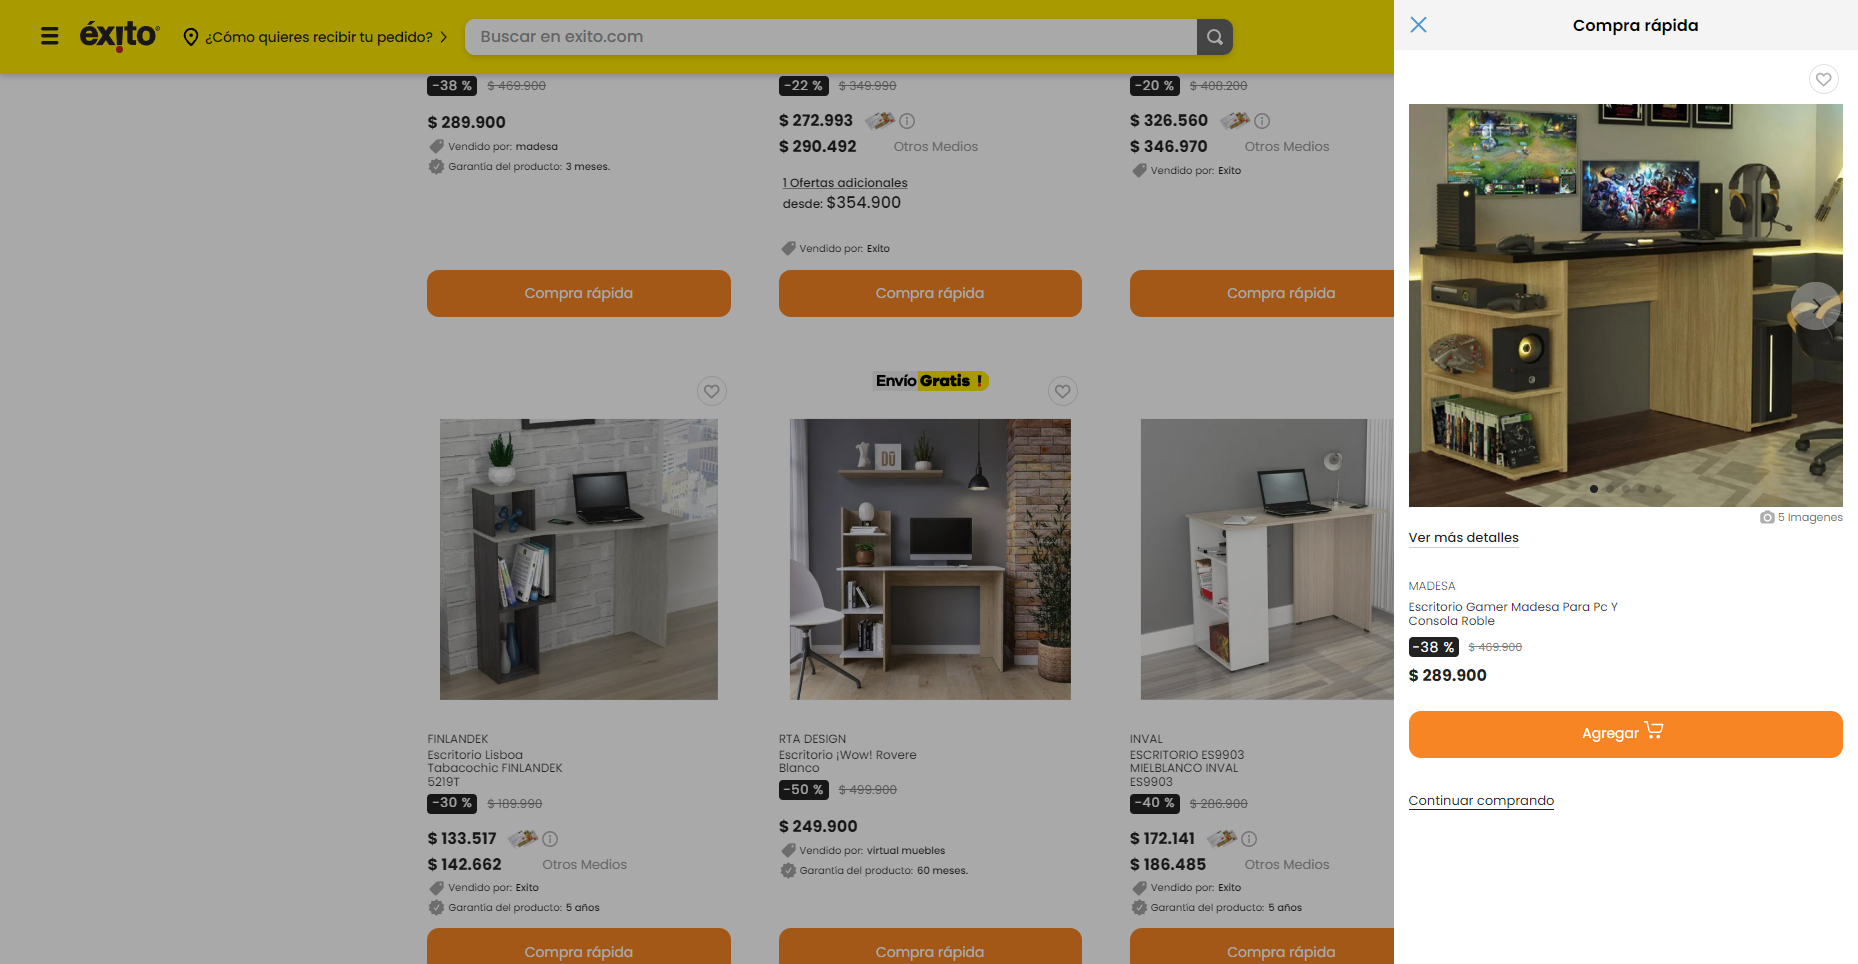 éxito
¿Cómo quieres recibir tu pedido?
Buscar en exito.com
-38 % $ 469.900
$ 289.900
Vendido por: madesa
Garantía del producto: 3 meses.
Compra rápida
-22 % $ 349.990
$ 272.993
$ 290.492 Otros Medios
1 Ofertas adicionales
desde: $354.900
Vendido por: Exito
Compra rápida
-20 % $ 408.200
$ 326.560
$ 346.970 Otros Medios
Vendido por: Exito
Compra rápida
FINLANDEK
Escritorio Lisboa
Tabacochic FINLANDEK
5219T
-30 % $ 189.990
$ 133.517
$ 142.662 Otros Medios
Vendido por: Exito
Garantía del producto: 5 años
Compra rápida
Envío Gratis !
RTA DESIGN
Escritorio ¡Wow! Rovere
Blanco
-50 % $ 499.900
$ 249.900
Vendido por: virtual muebles
Garantía del producto: 60 meses.
Compra rápida
INVAL
ESCRITORIO ES9903
MIELBLANCO INVAL
ES9903
-40 % $ 286.900
$ 172.141
$ 186.485 Otros Medios
Vendido por: Exito
Garantía del producto: 5 años
Compra rápida
Compra rápida
5 Imagenes
Ver más detalles
MADESA
Escritorio Gamer Madesa Para Pc Y
Consola Roble
-38 % $ 469.900
$ 289.900
Agregar
Continuar comprando